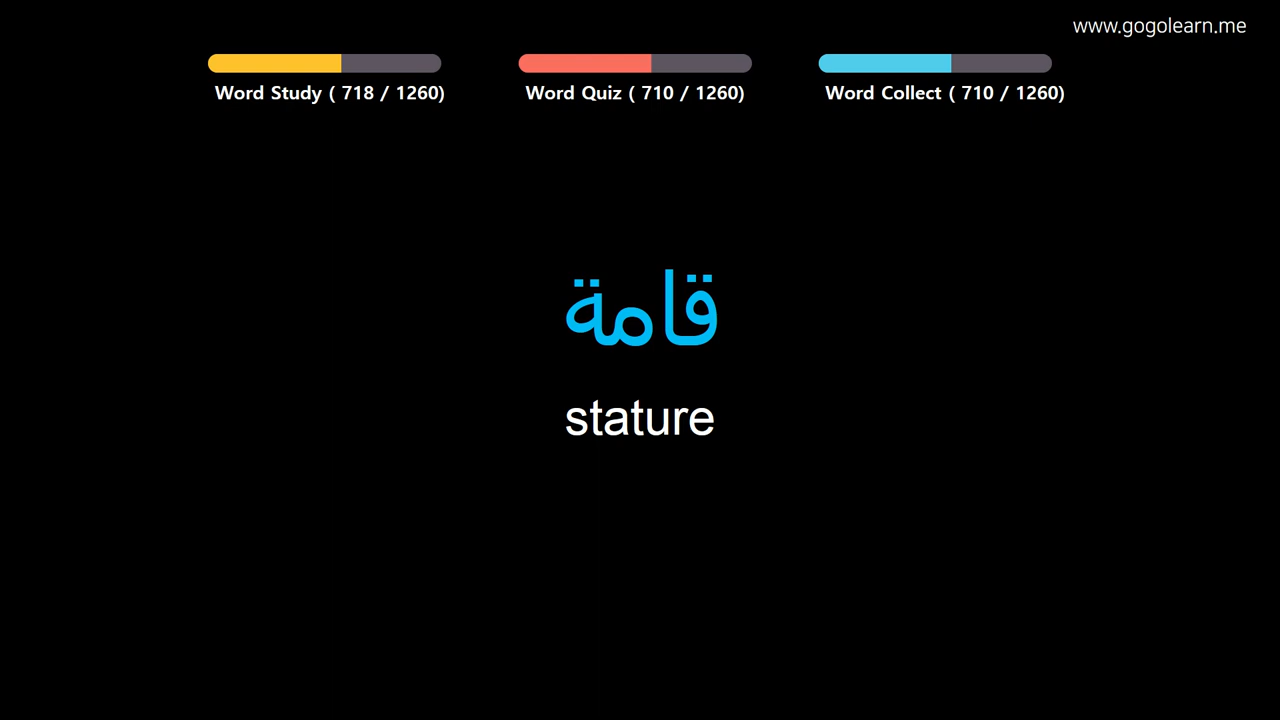 www.gogolearn.me
Word Study ( 718 / 1260)
Word Quiz ( 710 / 1260)
Word Collect ( 710 / 1260)
قامة
stature